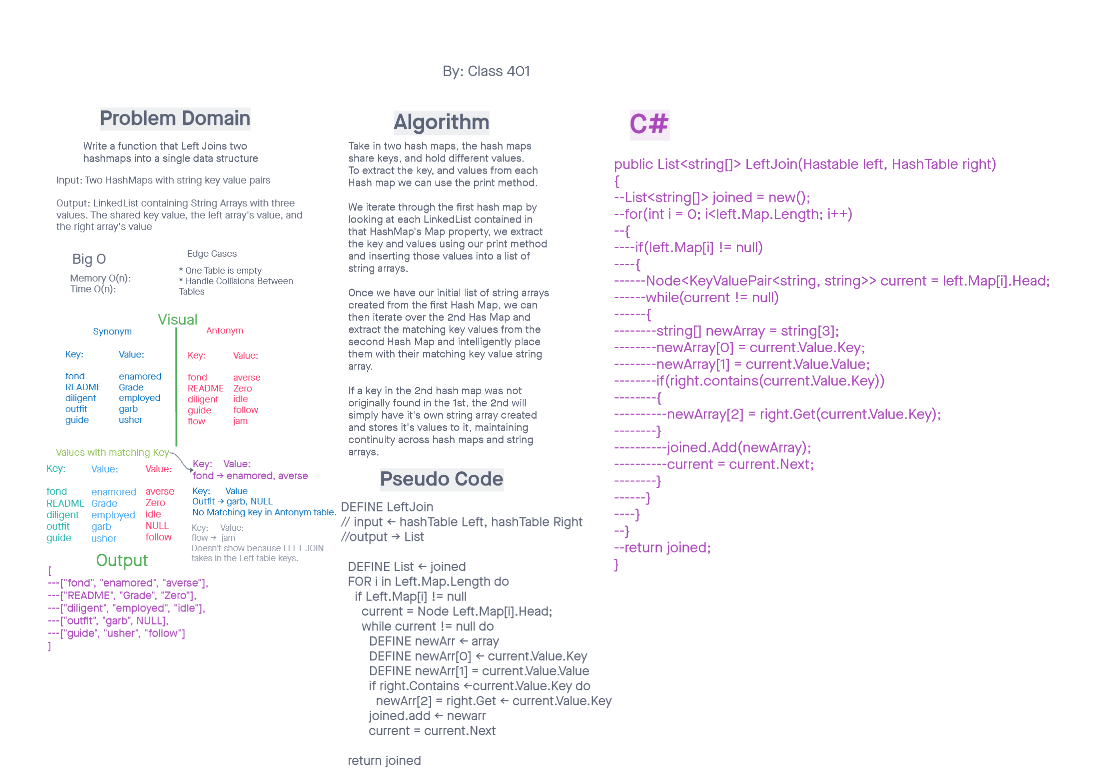 By: Class 401
Problem Domain
Write a function that Left Joins two
hashmaps into a single data structure
Input: Two HashMaps with string key value pairs
Output: LinkedList containing String Arrays with three
values. The shared key value, the left array's value, and
the right array's value
Big O
Memory O(n):
Time O(n):
Edge Cases
* One Table is empty
* Handle Collisions Between
Tables
Visual
Synonym
Key: Value:
fond enamored
README Grade
diligent employed
outfit garb
guide usher
Antonym
Key: Value:
fond averse
README Zero
diligent idle
guide follow
flow jam
Values with matching Key
Key: Value: Value:
fond enamored averse
README Grade Zero
diligent employed idle
outfit garb NULL
guide usher follow
Key: Value:
fond → enamored, averse
Key: Value
Outfit → garb, NULL
No Matching key in Antonym table.
Key: Value:
flow → jam
Doesn't show because LEFT JOIN
takes in the Left table keys.
Output
[
---["fond", "enamored", "averse"],
---["README", "Grade", "Zero"],
---["diligent", "employed", "idle"],
---["outfit", "garb", NULL],
---["guide", "usher", "follow"]
]
Algorithm
Take in two hash maps, the hash maps
share keys, and hold different values.
To extract the key, and values from each
Hash map we can use the print method.
We iterate through the first hash map by
looking at each LinkedList contained in
that HashMap's Map property, we extract
the key and values using our print method
and inserting those values into a list of
string arrays.
Once we have our initial list of string arrays
created from the first Hash Map, we can
then iterate over the 2nd Has Map and
extract the matching key values from the
second Hash Map and intelligently place
them with their matching key value string
array.
If a key in the 2nd hash map was not
originally found in the 1st, the 2nd will
simply have it's own string array created
and stores it's values to it, maintaining
continuity across hash maps and string
arrays.
Pseudo Code
DEFINE LeftJoin
// input ← hashTable Left, hashTable Right
//output → List
DEFINE List ← joined
FOR i in Left.Map.Length do
if Left.Map[i] != null
current = Node Left.Map[i].Head;
while current != null do
DEFINE newArr ← array
DEFINE newArr[0] ← current.Value.Key
DEFINE newArr[1] = current.Value.Value
if right.Contains ←current.Value.Key do
newArr[2] = right.Get ← current.Value.Key
joined.add ← newarr
current = current.Next
return joined
C#
public List<string[]> LeftJoin(Hastable left, HashTable right)
{
--List<string[]> joined = new();
--for(int i = 0; i<left.Map.Length; i++)
--{
----if(left.Map[i] != null)
----{
------Node<KeyValuePair<string, string>> current = left.Map[i].Head;
------while(current != null)
------{
--------string[] newArray = string[3];
--------newArray[0] = current.Value.Key;
--------newArray[1] = current.Value.Value;
--------if(right.contains(current.Value.Key))
--------{
----------newArray[2] = right.Get(current.Value.Key);
--------}
----------joined.Add(newArray);
----------current = current.Next;
--------}
------}
----}
--}
--return joined;
}